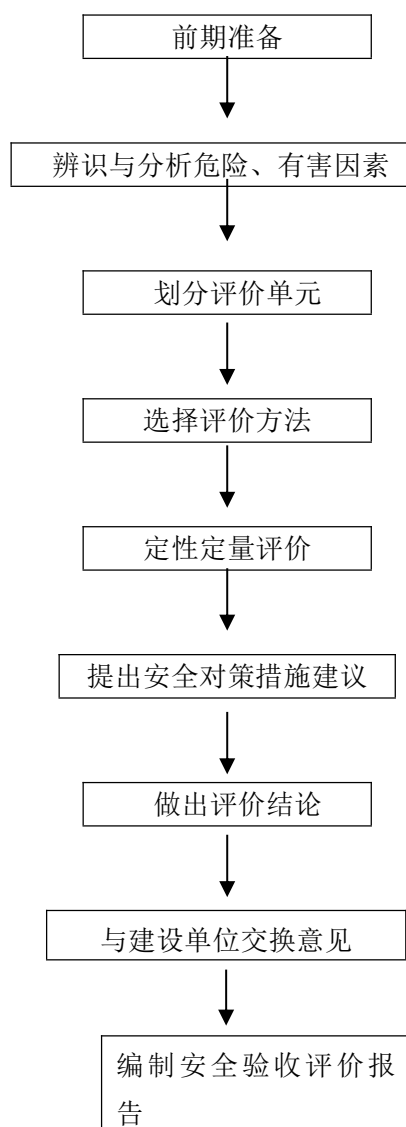 前期准备
辨识与分析危险、有害因素
划分评价单元
选择评价方法
定性定量评价
提出安全对策措施建议
做出评价结论
与建设单位交换意见
编制安全验收评价报
告